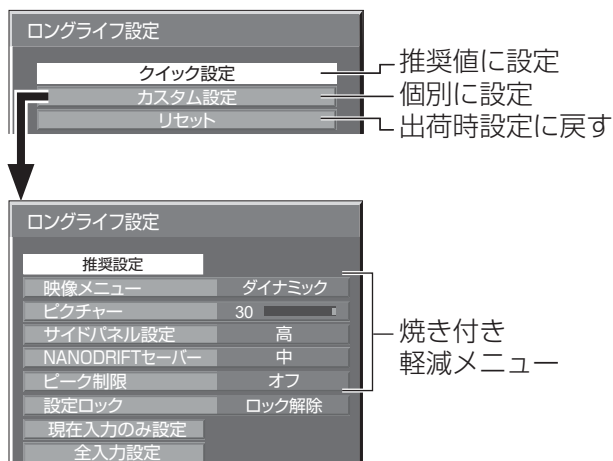 ロングライフ設定
クイック設定
推奨値に設定
カスタム設定
個別に設定
リセット
出荷時設定に戻す
ロングライフ設定
推奨設定
映像メニュー ダイナミック
ピクチャー 30
サイドパネル設定 高
NANODRIFTセーバー 中
ピーク制限 オフ
焼き付き
軽減メニュー
設定ロック ロック解除
現在入力のみ設定
全入力設定